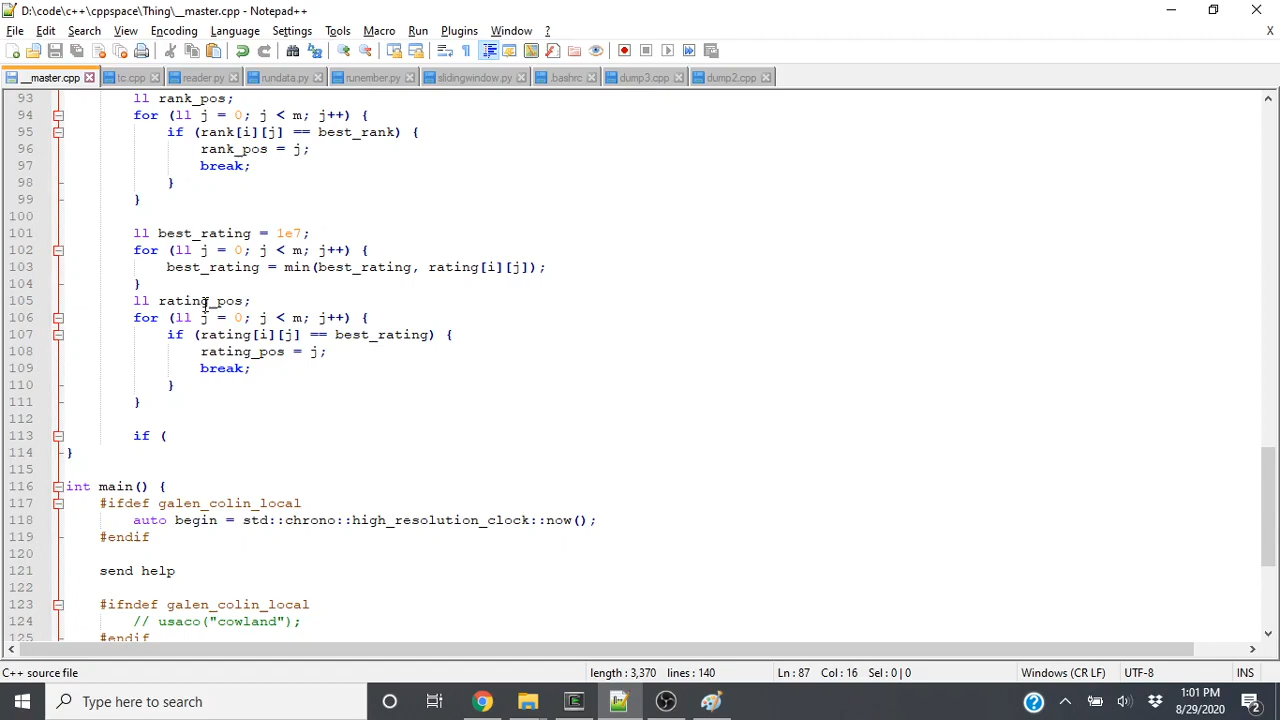 D:\code\c++\cppspace\Thing\__master.cpp - Notepad++
File Edit Search View Encoding Language Settings Tools Macro Run Plugins Window ? X
__master.cpp tc.cpp reader.py rundata.py runember.py slidingwindow.py .bashrc dump3.cpp dump2.cpp
93 ll rank_pos;
94 for (ll j = 0; j < m; j++) {
95 if (rank[i][j] == best_rank) {
96 rank_pos = j;
97 break;
98 }
99 }
100
101 ll best_rating = 1e7;
102 for (ll j = 0; j < m; j++) {
103 best_rating = min(best_rating, rating[i][j]);
104 }
105 ll rating_pos;
106 for (ll j = 0; j < m; j++) {
107 if (rating[i][j] == best_rating) {
108 rating_pos = j;
109 break;
110 }
111 }
112
113 if (
114 }
115
116 int main() {
117 #ifdef galen_colin_local
118 auto begin = std::chrono::high_resolution_clock::now();
119 #endif
120
121 send help
122
123 #ifndef galen_colin_local
124 // usaco("cowland");
125 #endif
C++ source file length : 3,370 lines : 140 Ln : 87 Col : 16 Sel : 0 | 0 Windows (CR LF) UTF-8 INS
Type here to search 1:01 PM
8/29/2020 2